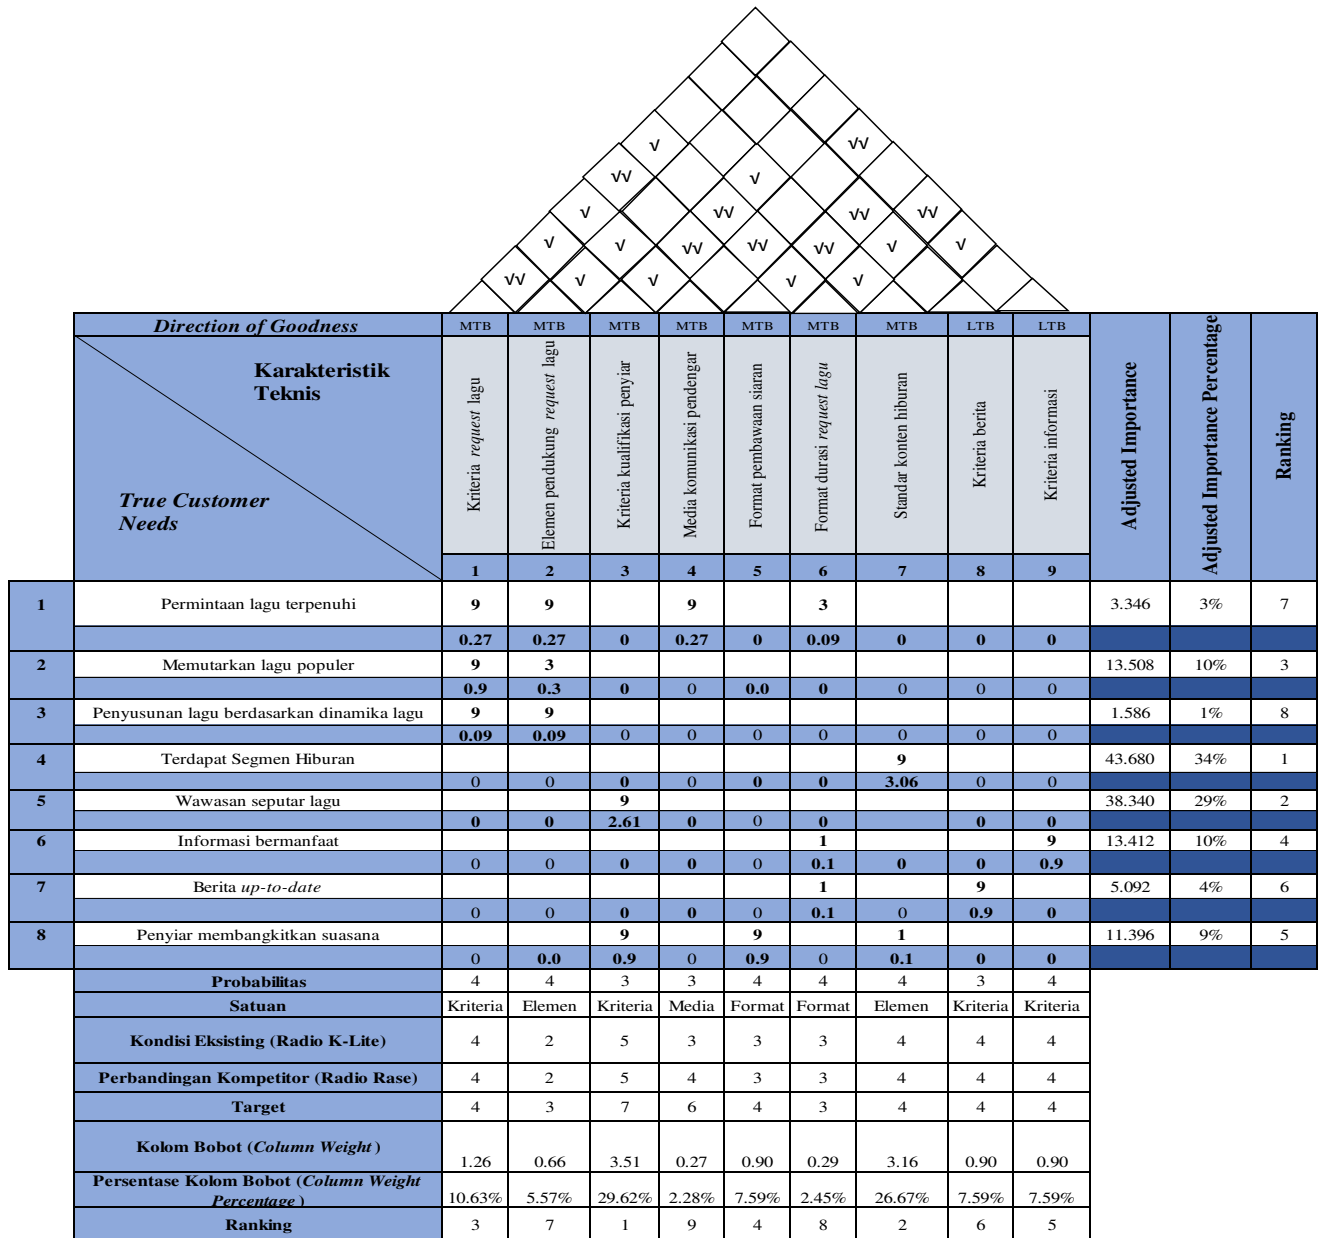 √√
√
√√
√
√
√√
√√
√√
√
√√
√
√
√√
√√
√√
√
√
√√
√
√
√
√
Direction of Goodness MTB MTB MTB MTB MTB MTB MTB LTB LTB
Karakteristik
Teknis
True Customer
Needs
Kriteria request lagu
Elemen pendukung request lagu
Kriteria kualifikasi penyiar
Media komunikasi pendengar
Format pembawaan siaran
Format durasi request lagu
Standar konten hiburan
Kriteria berita
Kriteria informasi
Adjusted Importance
Adjusted Importance Percentage
Ranking
1 2 3 4 5 6 7 8 9
1 Permintaan lagu terpenuhi 9 9 9 3 3.346 3% 7
0.27 0.27 0 0.27 0 0.09 0 0 0
2 Memutarkan lagu populer 9 3 13.508 10% 3
0.9 0.3 0 0 0.0 0 0 0 0
3 Penyusunan lagu berdasarkan dinamika lagu 9 9 1.586 1% 8
0.09 0.09 0 0 0 0 0 0 0
4 Terdapat Segmen Hiburan 9 43.680 34% 1
0 0 0 0 0 0 3.06 0 0
5 Wawasan seputar lagu 9 38.340 29% 2
0 0 2.61 0 0 0 0 0
6 Informasi bermanfaat 1 9 13.412 10% 4
0 0 0 0 0 0.1 0 0 0.9
7 Berita up-to-date 1 9 5.092 4% 6
0 0 0 0 0 0.1 0 0.9 0
8 Penyiar membangkitkan suasana 9 9 1 11.396 9% 5
0 0.0 0.9 0 0.9 0 0.1 0 0
Probabilitas 4 4 3 3 4 4 4 3 4
Satuan Kriteria Elemen Kriteria Media Format Format Elemen Kriteria Kriteria
Kondisi Eksisting (Radio K-Lite) 4 2 5 3 3 3 4 4 4
Perbandingan Kompetitor (Radio Rase) 4 2 5 4 3 3 4 4 4
Target 4 3 7 6 4 3 4 4 4
Kolom Bobot (Column Weight) 1.26 0.66 3.51 0.27 0.90 0.29 3.16 0.90 0.90
Persentase Kolom Bobot (Column Weight
Percentage) 10.63% 5.57% 29.62% 2.28% 7.59% 2.45% 26.67% 7.59% 7.59%
Ranking 3 7 1 9 4 8 2 6 5